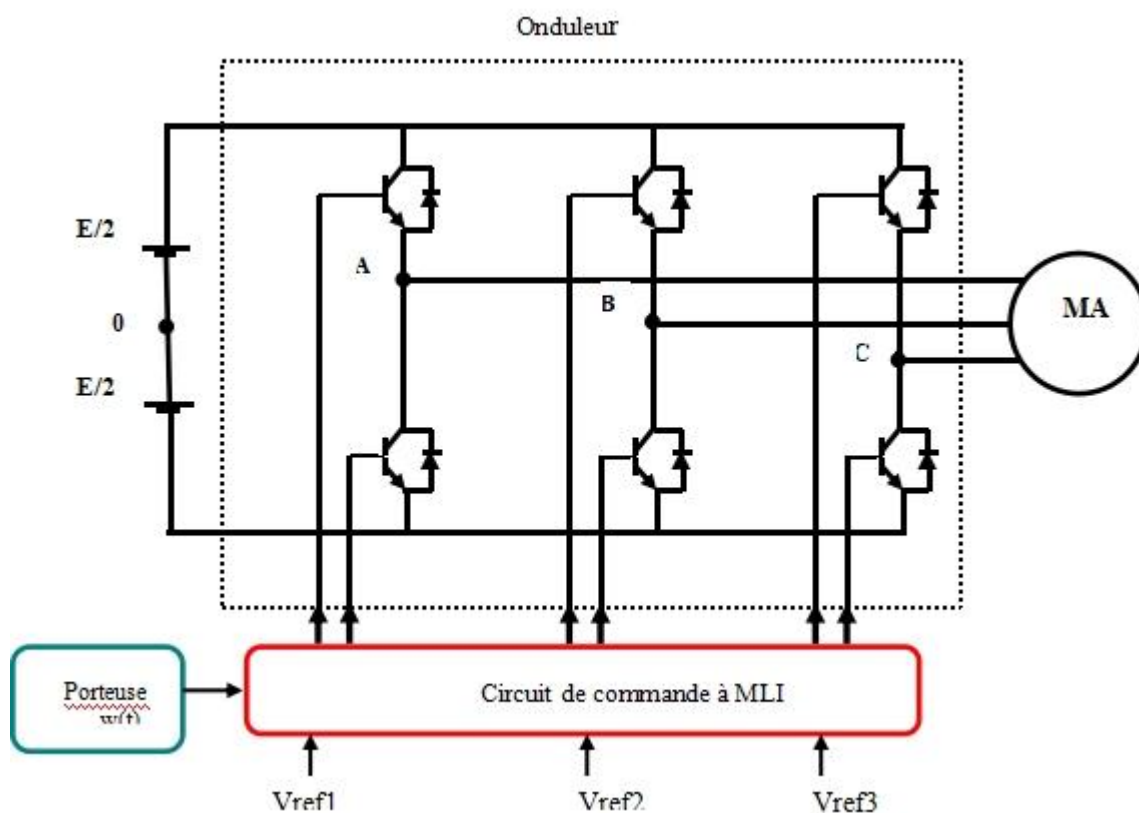 Onduleur
E/2
A
0
B
MA
C
E/2
Porteuse
w(t)
Circuit de commande à MLI
Vref1
Vref2
Vref3